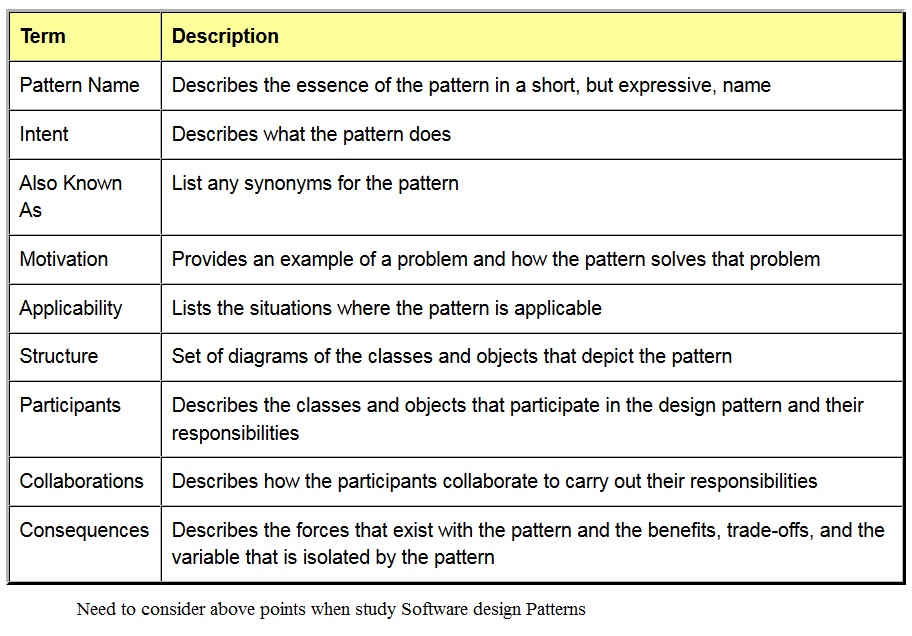 Term Description
Pattern Name Describes the essence of the pattern in a short, but expressive, name
Intent Describes what the pattern does
Also Known List any synonyms for the pattern
As
Motivation Provides an example of a problem and how the pattern solves that problem
Applicability Lists the situations where the pattern is applicable
Structure Set of diagrams of the classes and objects that depict the pattern
Participants Describes the classes and objects that participate in the design pattern and their
responsibilities
Collaborations Describes how the participants collaborate to carry out their responsibilities
Consequences Describes the forces that exist with the pattern and the benefits, trade-offs, and the
variable that is isolated by the pattern
Need to consider above points when study Software design Patterns